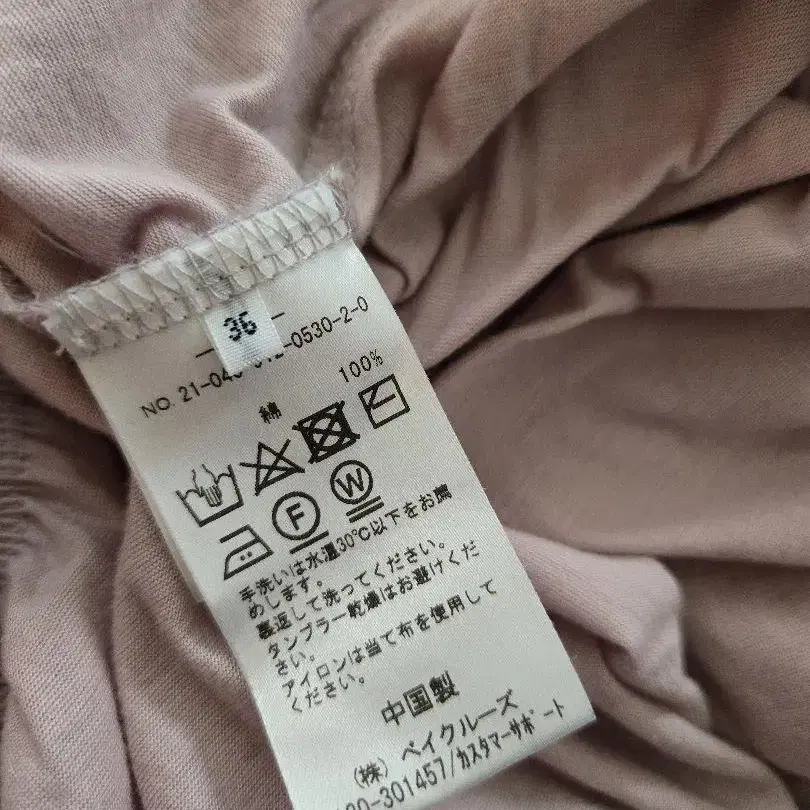 36
NO. 21-04 0530-2-0
綿 100%
F W
手洗いは水温30℃以下をお薦
めします。
裏返して洗ってください。
タンブラー乾燥はお避けくだ
さい。
アイロンは当て布を使用して
ください。
中国製
(株) ベイクルーズ
20-301457/カスタマーサポート